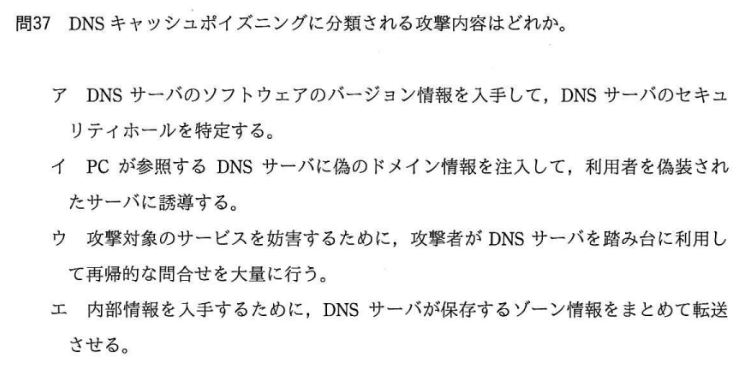 問37 DNS キャッシュポイズニングに分類される攻撃内容はどれか。
ア DNS サーバのソフトウェアのバージョン情報を入手して，DNS サーバのセキュ
リティホールを特定する。
イ PC が参照する DNS サーバに偽のドメイン情報を注入して，利用者を偽装され
たサーバに誘導する。
ウ 攻撃対象のサービスを妨害するために，攻撃者が DNS サーバを踏み台に利用し
て再帰的な問合せを大量に行う。
エ 内部情報を入手するために，DNS サーバが保存するゾーン情報をまとめて転送
させる。